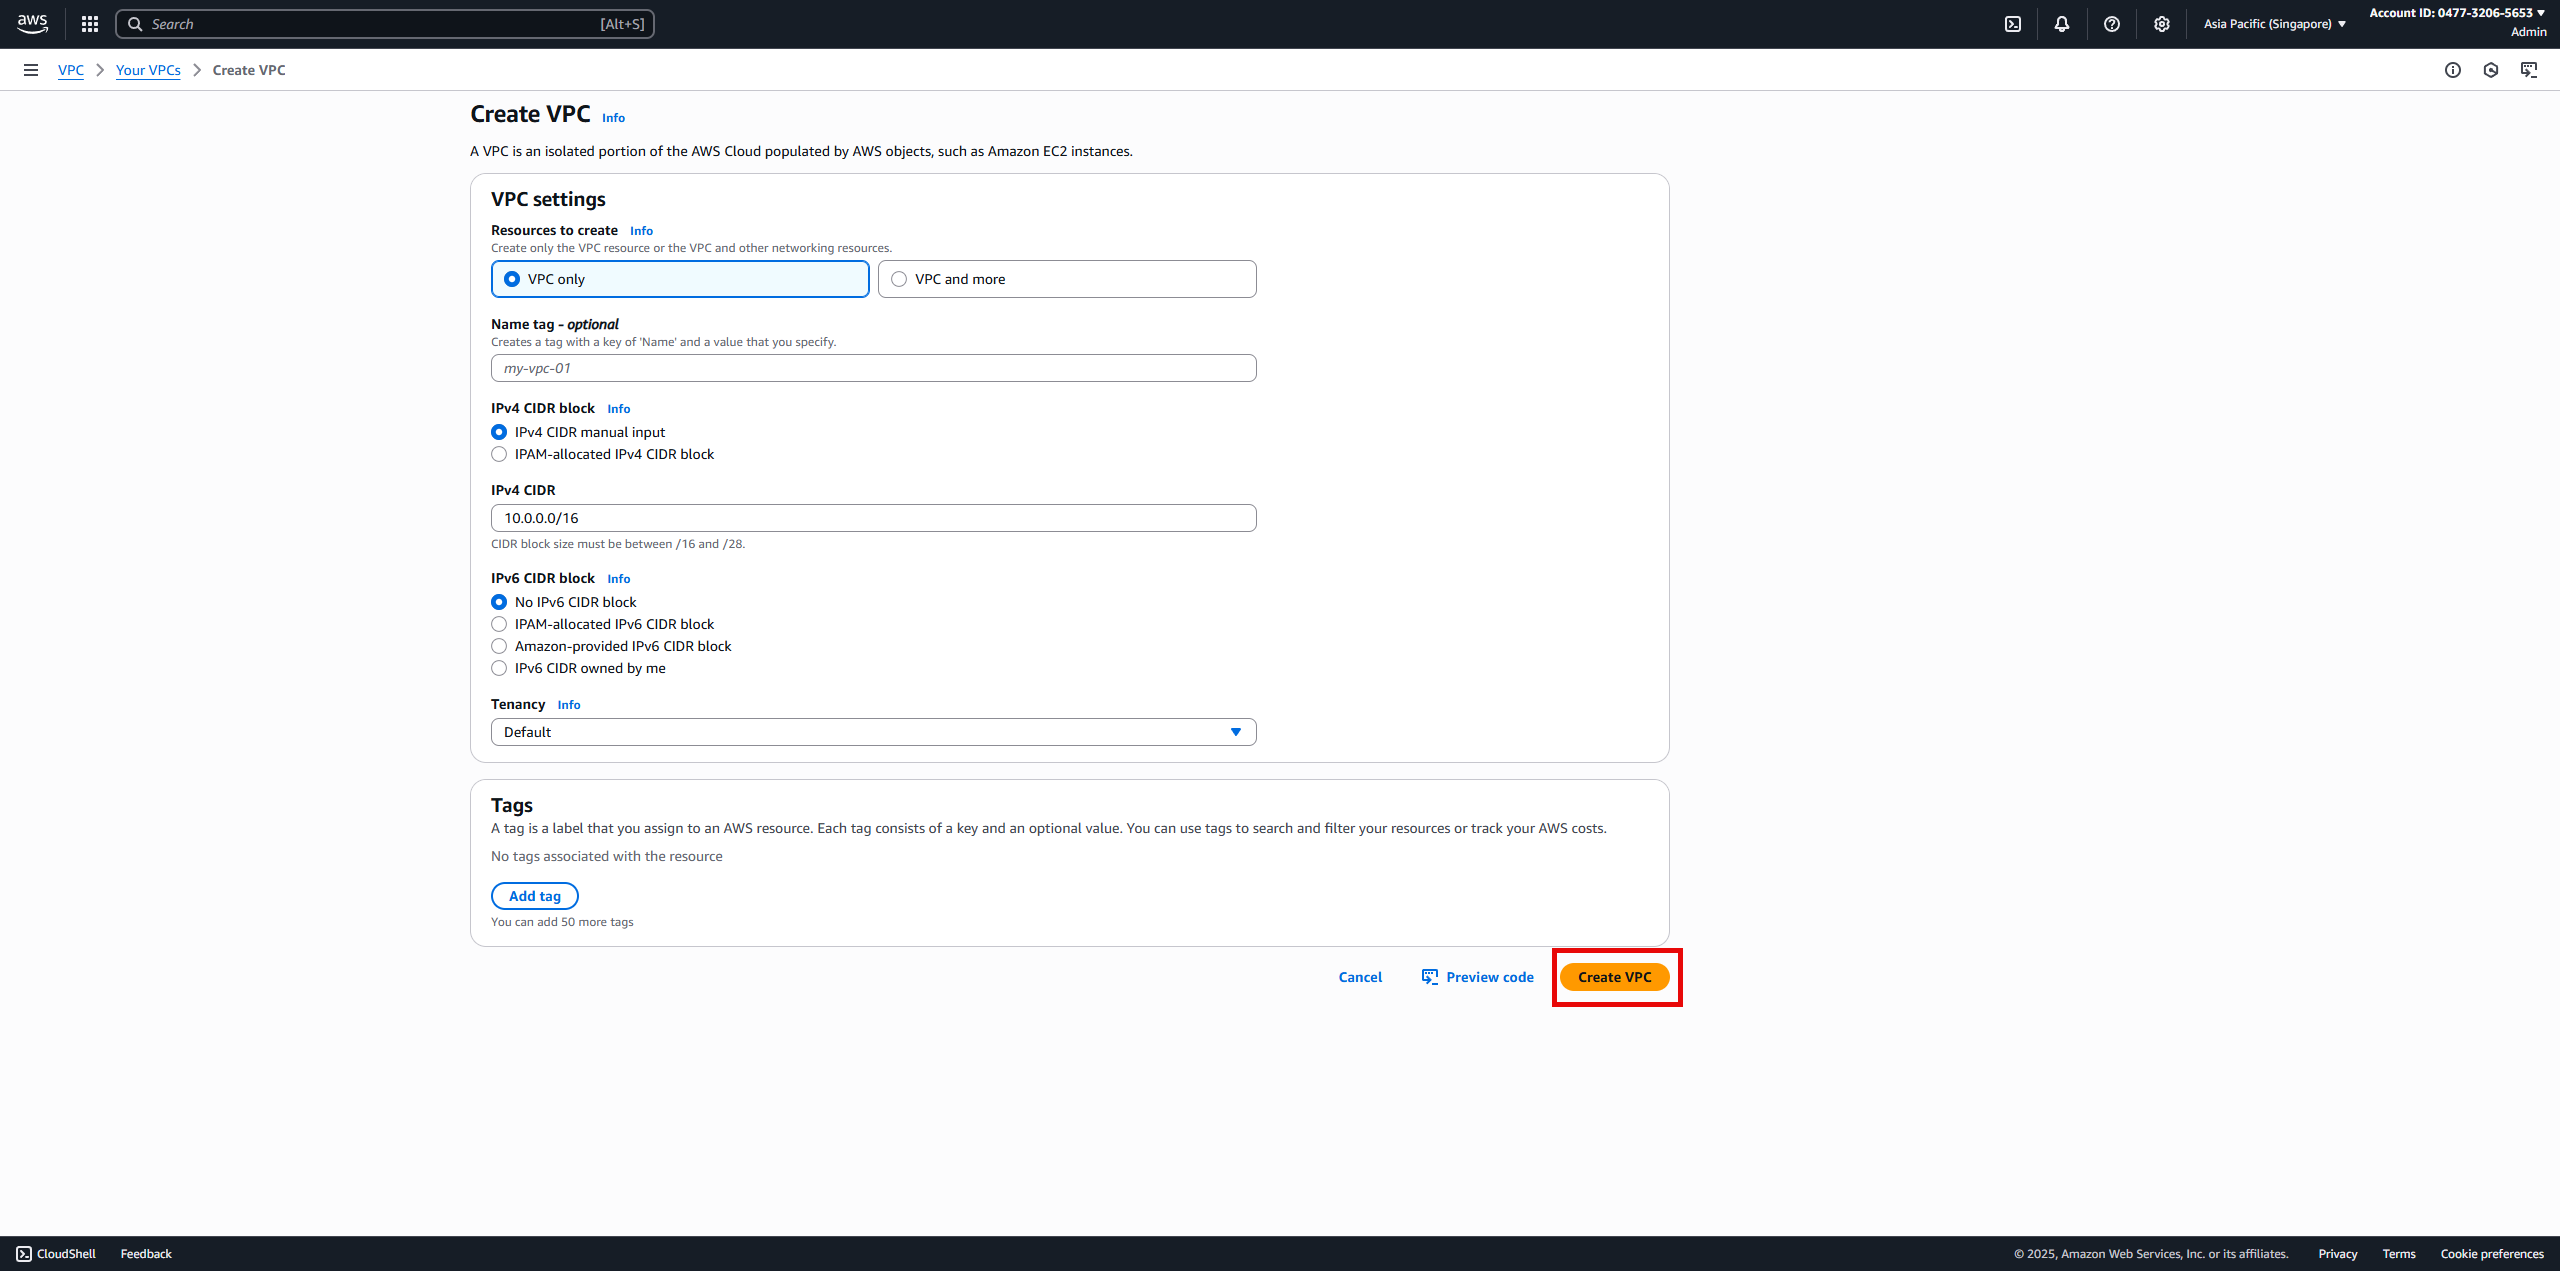 aws
Search [Alt+S]
Asia Pacific (Singapore)
Account ID: 0477-3206-5653
Admin
VPC > Your VPCs > Create VPC
Create VPC Info
A VPC is an isolated portion of the AWS Cloud populated by AWS objects, such as Amazon EC2 instances.
VPC settings
Resources to create Info
Create only the VPC resource or the VPC and other networking resources.
VPC only
VPC and more
Name tag - optional
Creates a tag with a key of 'Name' and a value that you specify.
my-vpc-01
IPv4 CIDR block Info
IPv4 CIDR manual input
IPAM-allocated IPv4 CIDR block
IPv4 CIDR
10.0.0.0/16
CIDR block size must be between /16 and /28.
IPv6 CIDR block Info
No IPv6 CIDR block
IPAM-allocated IPv6 CIDR block
Amazon-provided IPv6 CIDR block
IPv6 CIDR owned by me
Tenancy Info
Default
Tags
A tag is a label that you assign to an AWS resource. Each tag consists of a key and an optional value. You can use tags to search and filter your resources or track your AWS costs.
No tags associated with the resource
Add tag
You can add 50 more tags
Cancel
Preview code
Create VPC
CloudShell Feedback
© 2025, Amazon Web Services, Inc. or its affiliates. Privacy Terms Cookie preferences